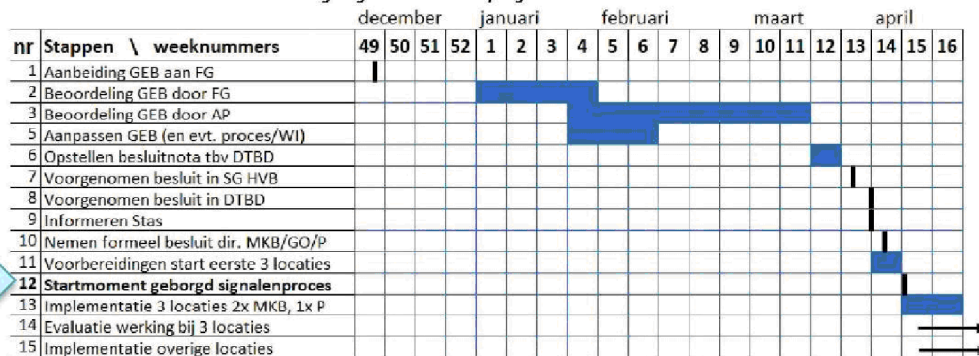 december januari februari maart april
nr Stappen \ weeknummers 49 50 51 52 1 2 3 4 5 6 7 8 9 10 11 12 13 14 15 16
1 Aanbeiding GEB aan FG
2 Beoordeling GEB door FG
3 Beoordeling GEB door AP
5 Aanpassen GEB (en evt. proces/WI)
6 Opstellen besluitnota tbv DTBD
7 Voorgenomen besluit in SG HVB
8 Voorgenomen besluit in DTBD
9 Informeren Stas
10 Nemen formeel besluit dir. MKB/GO/P
11 Voorbereidingen start eerste 3 locaties
12 Startmoment geborgd signalenproces
13 Implementatie 3 locaties 2x MKB, 1x P
14 Evaluatie werking bij 3 locaties
15 Implementatie overige locaties